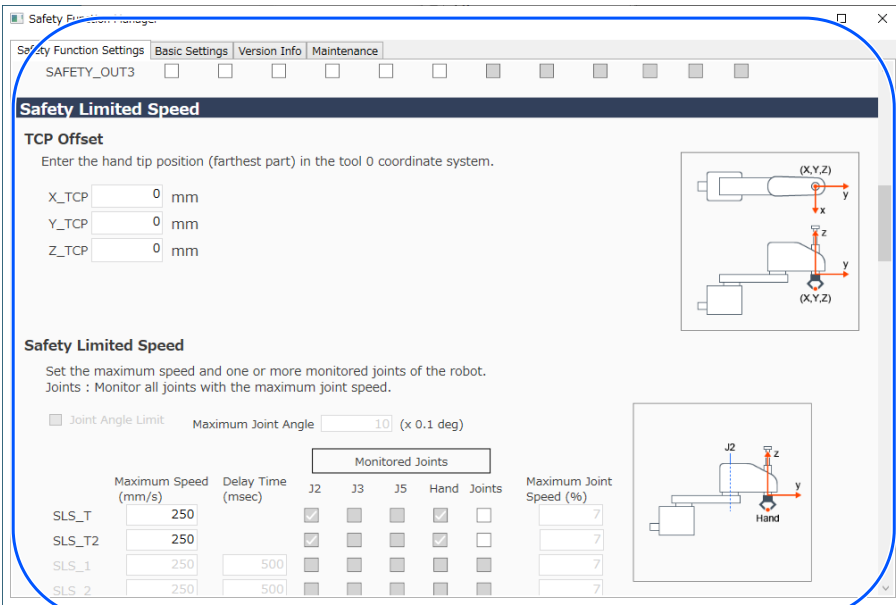 Safety Function Manager
Safety Function Settings Basic Settings Version Info Maintenance
SAFETY_OUT3
Safety Limited Speed
TCP Offset
Enter the hand tip position (farthest part) in the tool 0 coordinate system.
X_TCP 0 mm
Y_TCP 0 mm
Z_TCP 0 mm
(X,Y,Z)
y
x
z
y
(X,Y,Z)
Safety Limited Speed
Set the maximum speed and one or more monitored joints of the robot.
Joints : Monitor all joints with the maximum joint speed.
Joint Angle Limit Maximum Joint Angle 10 (x 0.1 deg)
Monitored Joints
Maximum Speed (mm/s) Delay Time (msec) J2 J3 J5 Hand Joints Maximum Joint Speed (%)
SLS_T 250 7
SLS_T2 250 7
SLS_1 250 500 7
SLS_2 250 500 7
J2
z
y
Hand